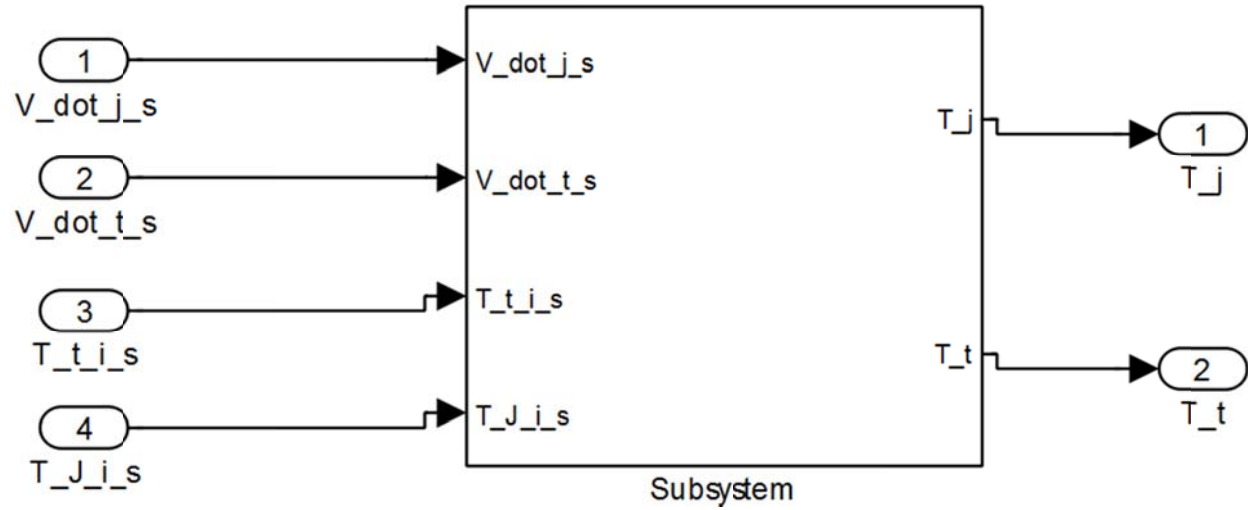 1
V_dot_j_s
2
V_dot_t_s
3
T_t_i_s
4
T_J_i_s
V_dot_j_s
V_dot_t_s
T_t_i_s
T_J_i_s
T_j
T_t
Subsystem
1
T_j
2
T_t